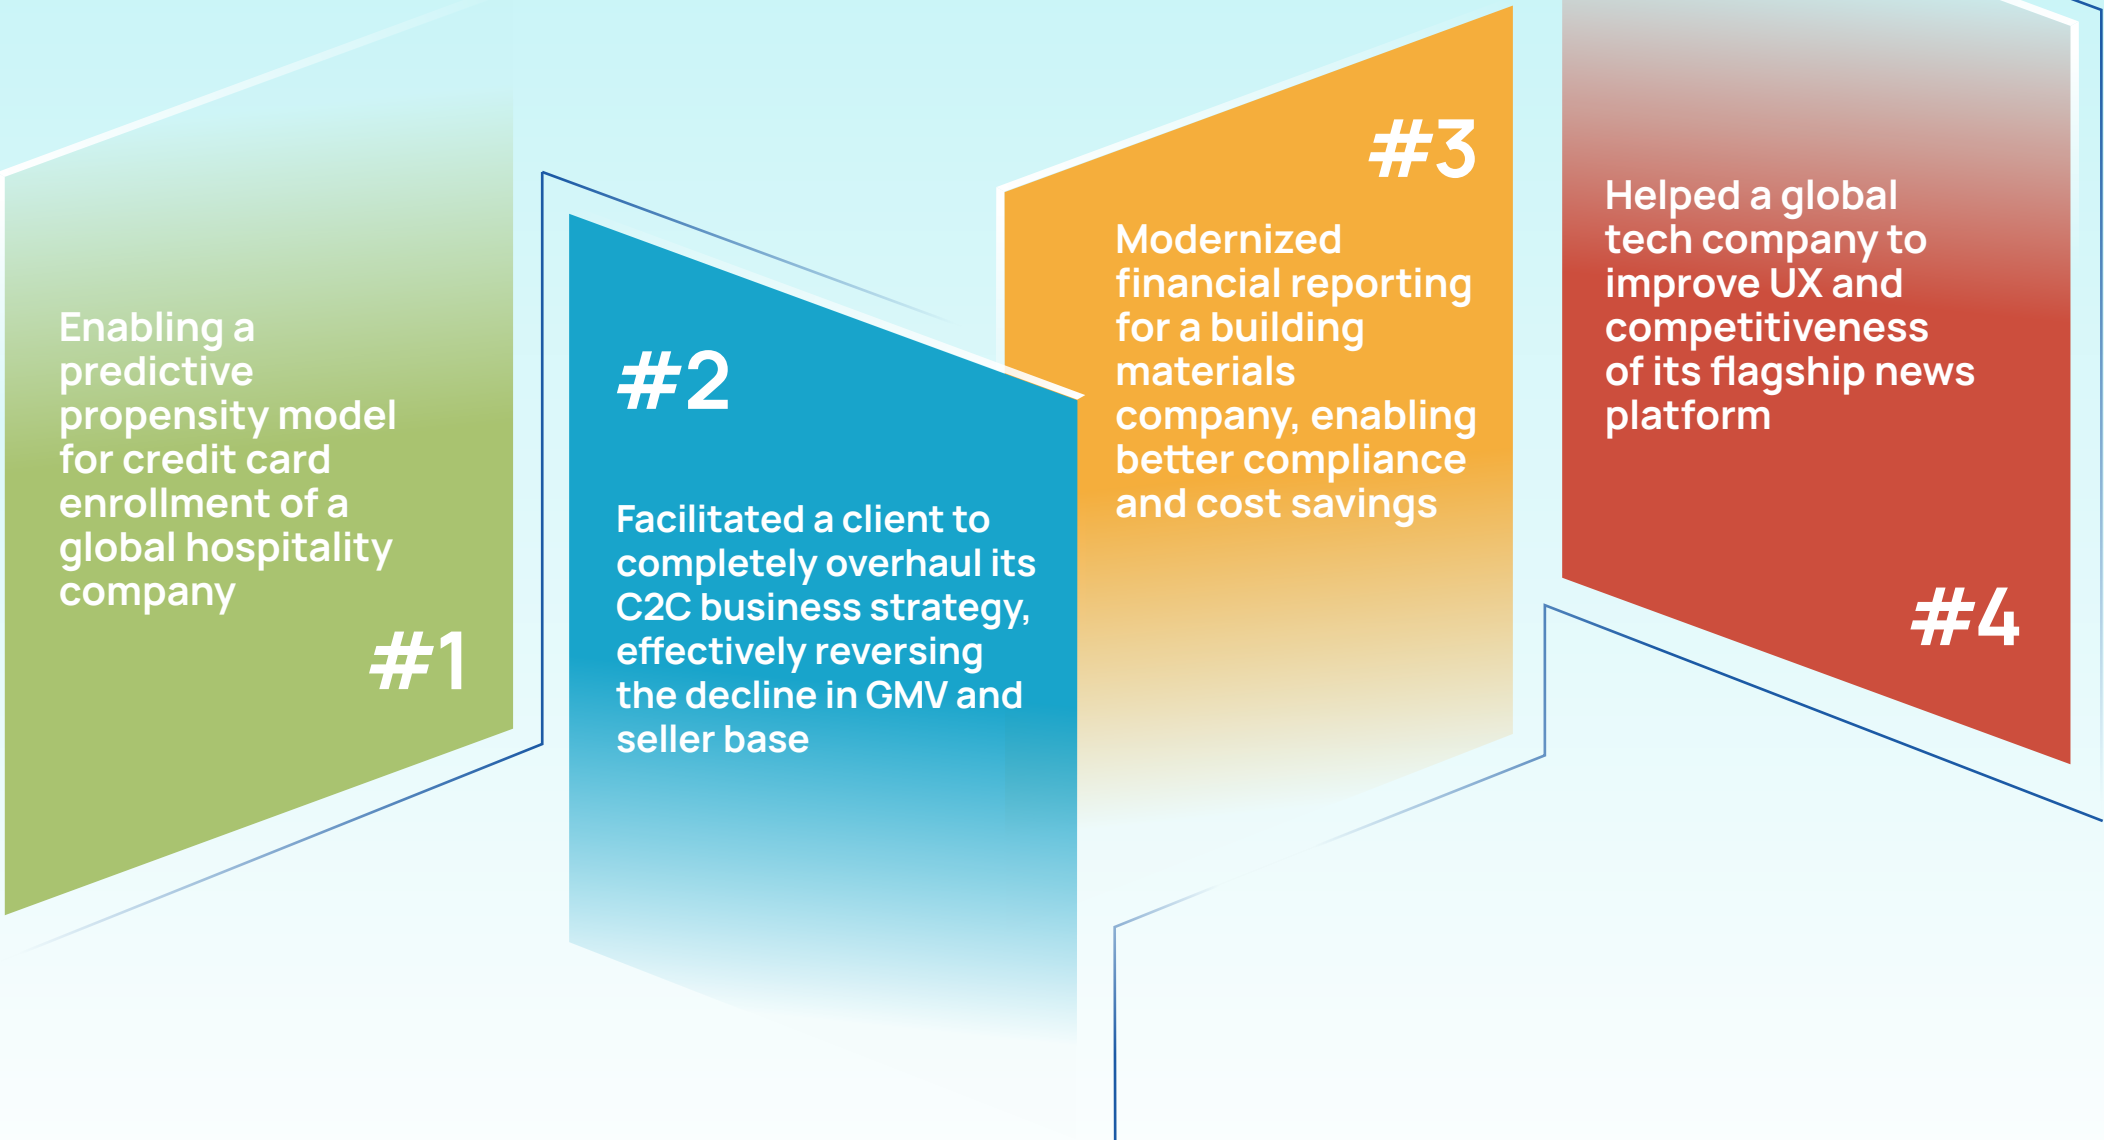 Enabling a
predictive
propensity model
for credit card
enrollment of a
global hospitality
company
#1
#2
Facilitated a client to
completely overhaul its
C2C business strategy,
effectively reversing
the decline in GMV and
seller base
#3
Modernized
financial reporting
for a building
materials
company, enabling
better compliance
and cost savings
Helped a global
tech company to
improve UX and
competitiveness
of its flagship news
platform
#4